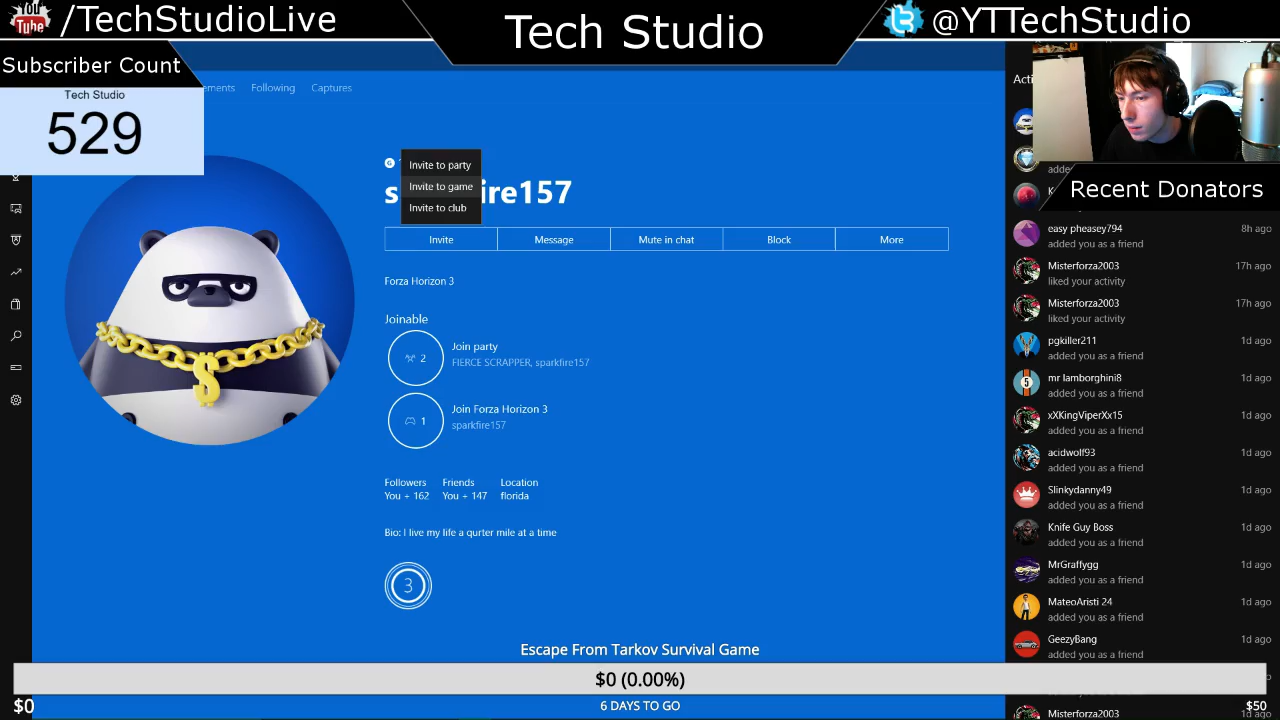 You
Tube
/TechStudioLive
Tech Studio
@YTTechStudio
Subscriber Count
Tech Studio
529
Following
Captures
Invite to party
Invite to game
Invite to club
Invite
Message
Mute in chat
Block
More
Forza Horizon 3
Joinable
2
Join party
FIERCE SCRAPPER, sparkfire157
1
Join Forza Horizon 3
sparkfire157
Followers
Friends
Location
You + 162
You + 147
florida
Bio: I live my life a qurter mile at a time
3
Recent Donators
easy pheasey794
8h ago
added you as a friend
Misterforza2003
17h ago
liked your activity
Misterforza2003
17h ago
liked your activity
pgkiller211
1d ago
added you as a friend
mr lamborghini8
1d ago
added you as a friend
xXKingViperXx15
1d ago
added you as a friend
acidwolf93
1d ago
added you as a friend
Slinkydanny49
1d ago
added you as a friend
Knife Guy Boss
1d ago
added you as a friend
MrGraffygg
1d ago
added you as a friend
MateoAristi 24
1d ago
added you as a friend
GeezyBang
1d ago
added you as a friend
Misterforza2003
1d ago
Escape From Tarkov Survival Game
$0 (0.00%)
$0
6 DAYS TO GO
$50